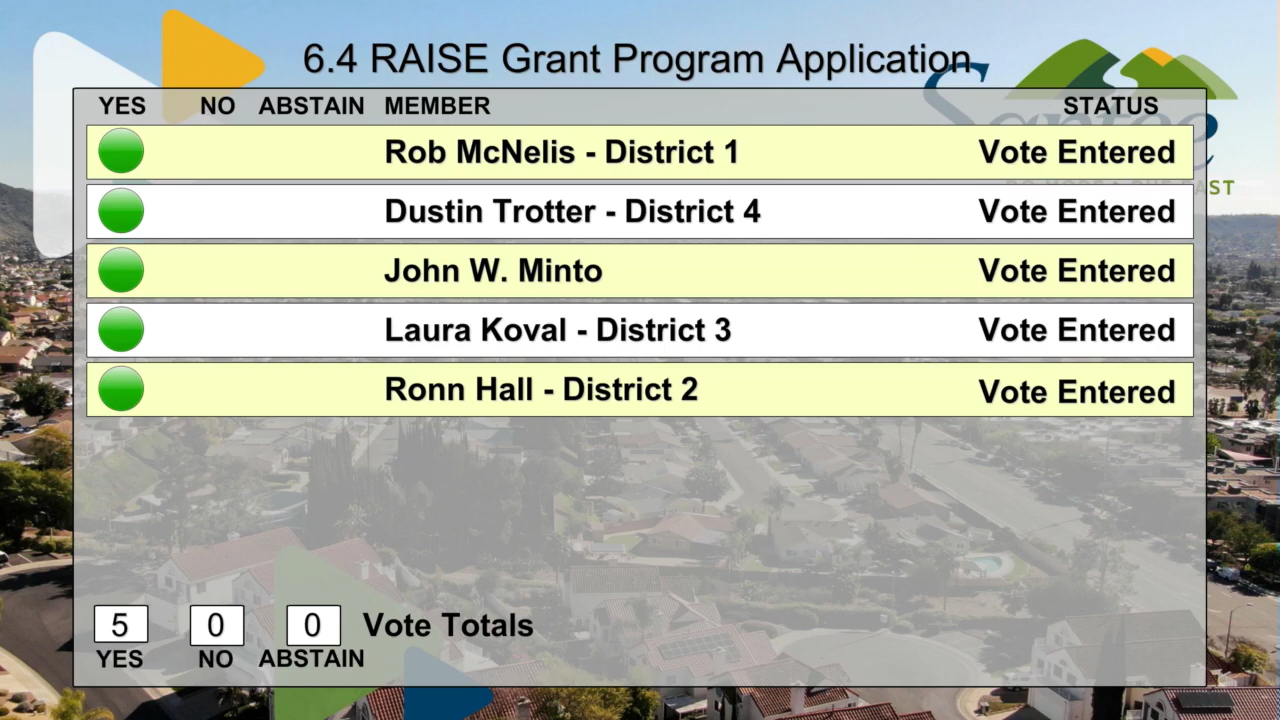 6.4 RAISE Grant Program Application
YES NO ABSTAIN MEMBER STATUS
Rob McNelis - District 1 Vote Entered
Dustin Trotter - District 4 Vote Entered
John W. Minto Vote Entered
Laura Koval - District 3 Vote Entered
Ronn Hall - District 2 Vote Entered
5 0 0 Vote Totals
YES NO ABSTAIN